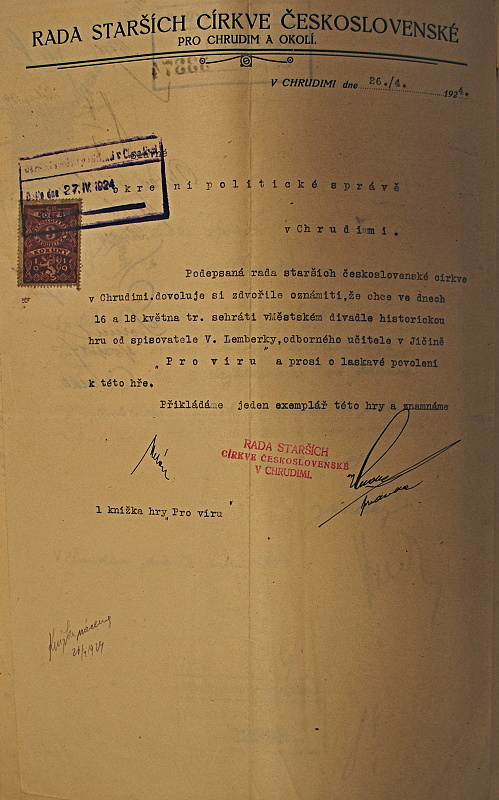 RADA STARŠÍCH CÍRKVE ČESKOSLOVENSKÉ
PRO CHRUDIM A OKOLÍ.
V CHRUDIMI dne 26./4. 1924.
27.IV.1924
politické správě
v Chrudimi.
Podepsaná rada starších československé církve
v Chrudimi.dovoluje si zdvořile oznámiti,že chce ve dnech
16 a 18 května tr. sehráti vMěstském divadle historickou
hru od spisovatele V. Lemberky,odborného učitele v Jičíně
„ Pro víru " a prosí o laskavé povolení
k této hře.
Přikládáme jeden exemplář této hry a znamnáme
RADA STARŠÍCH
CÍRKVE ČESKOSLOVENSKÉ
V CHRUDIMI.
1 knížka hry„Pro víru "